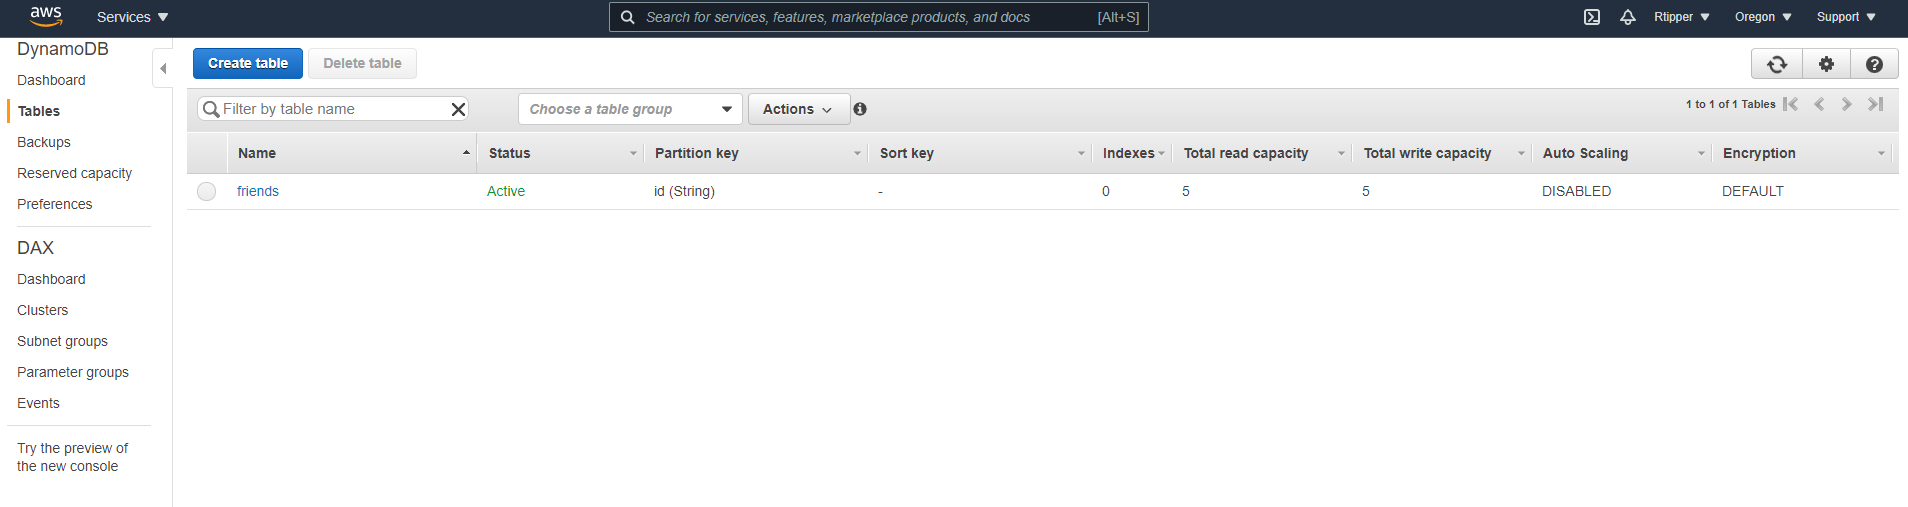 aws
Services
Search for services, features, marketplace products, and docs [Alt+S]
Rtipper
Oregon
Support
DynamoDB
Dashboard
Tables
Backups
Reserved capacity
Preferences
DAX
Dashboard
Clusters
Subnet groups
Parameter groups
Events
Try the preview of
the new console
Create table
Delete table
Filter by table name
Choose a table group
Actions
1 to 1 of 1 Tables
Name Status Partition key Sort key Indexes Total read capacity Total write capacity Auto Scaling Encryption
friends Active id (String) - 0 5 5 DISABLED DEFAULT